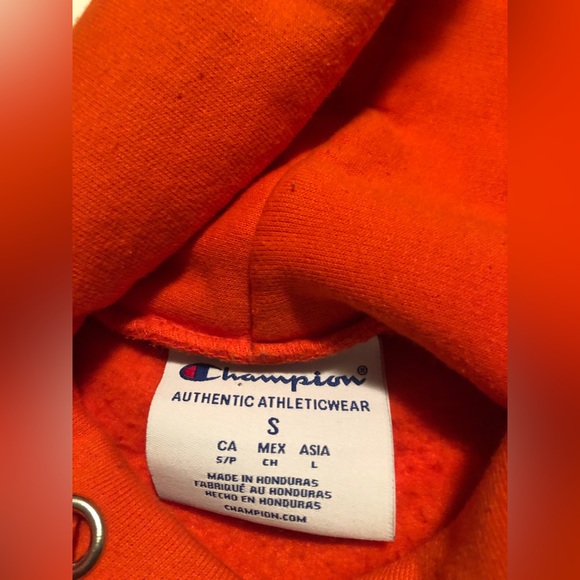 Champion®
AUTHENTIC ATHLETICWEAR
S
CA MEX ASIA
S/P CH L
MADE IN HONDURAS
FABRIQUÉ AU HONDURAS
HECHO EN HONDURAS
CHAMPION.COM